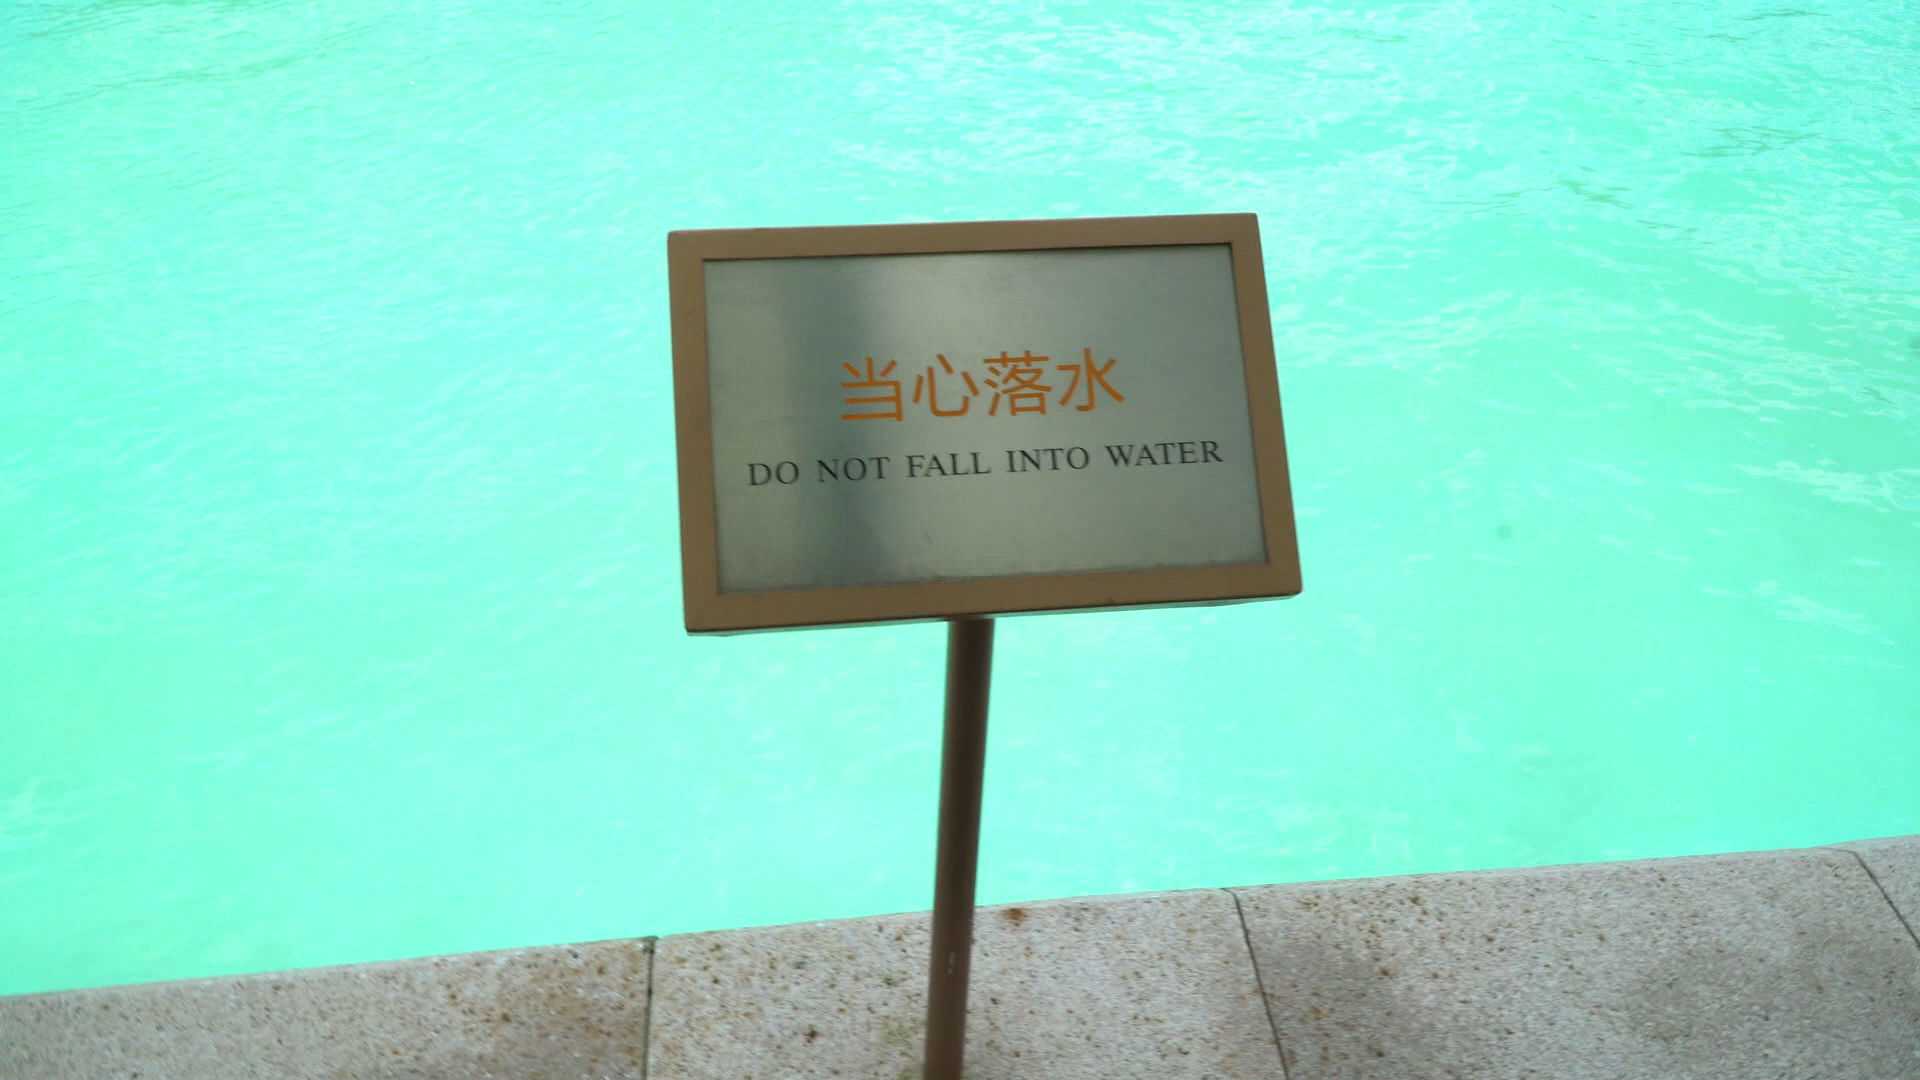 当心落水
DO NOT FALL INTO WATER